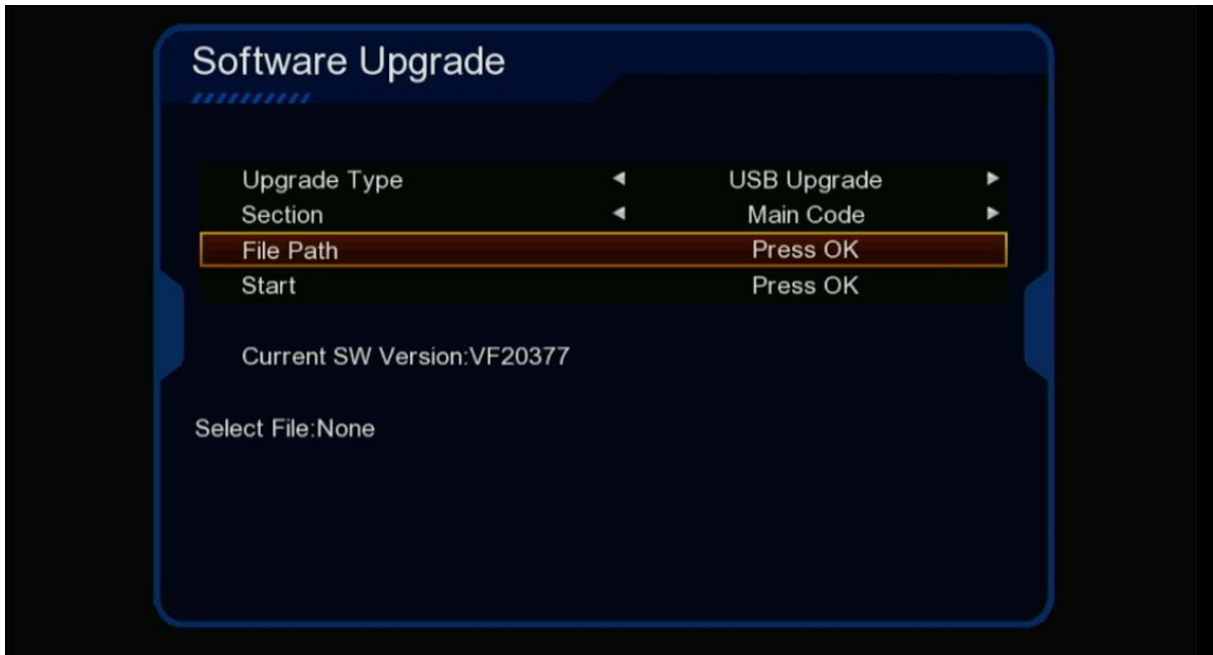 Software Upgrade
Upgrade Type ◄ USB Upgrade ►
Section ◄ Main Code ►
File Path Press OK
Start Press OK
Current SW Version:VF20377
Select File:None